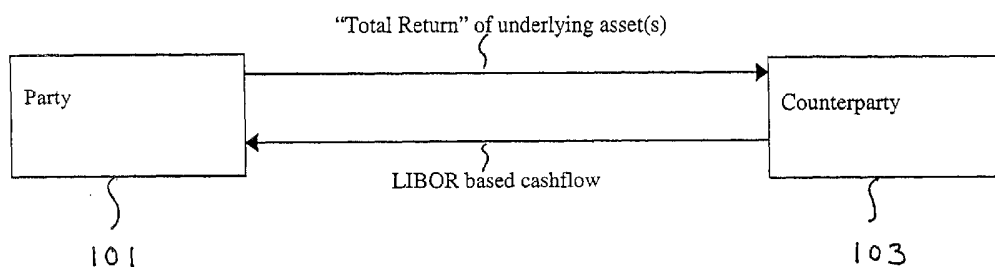 “Total Return” of underlying asset(s)
Party
Counterparty
LIBOR based cashflow
101
103